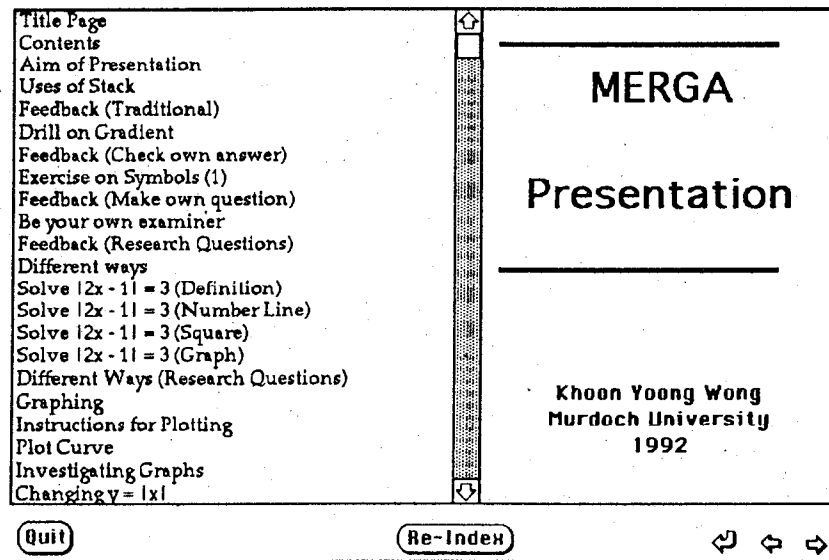 Title Page
Contents
Aim of Presentation
Uses of Stack
Feedback (Traditional)
Drill on Gradient
Feedback (Check own answer)
Exercise on Symbols (1)
Feedback (Make own question)
Be your own examiner
Feedback (Research Questions)
Different ways
Solve |2x - 1| = 3 (Definition)
Solve |2x - 1| = 3 (Number Line)
Solve |2x - 1| = 3 (Square)
Solve |2x - 1| = 3 (Graph)
Different Ways (Research Questions)
Graphing
Instructions for Plotting
Plot Curve
Investigating Graphs
Changing y = |x|
MERGA
Presentation
Khoon Yoong Wong
Murdoch University
1992
Quit
Re-Index